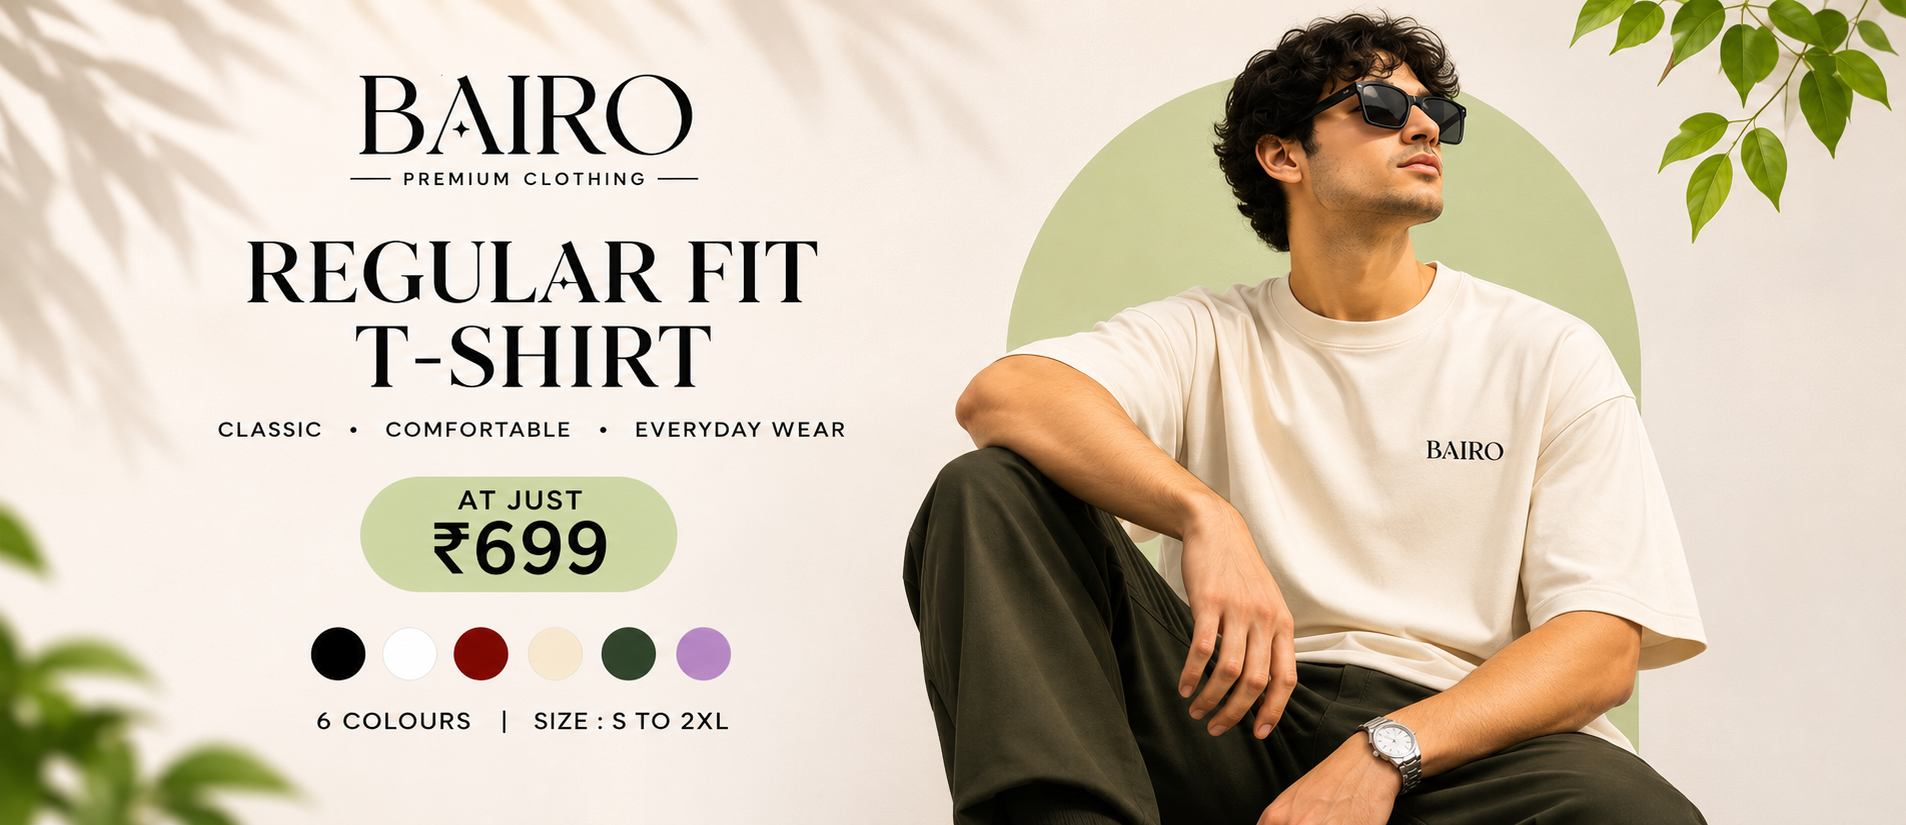 BAIRO
PREMIUM CLOTHING
REGULAR FIT
T-SHIRT
CLASSIC • COMFORTABLE • EVERYDAY WEAR
AT JUST
₹699
6 COLOURS | SIZE : S TO 2XL
BAIRO